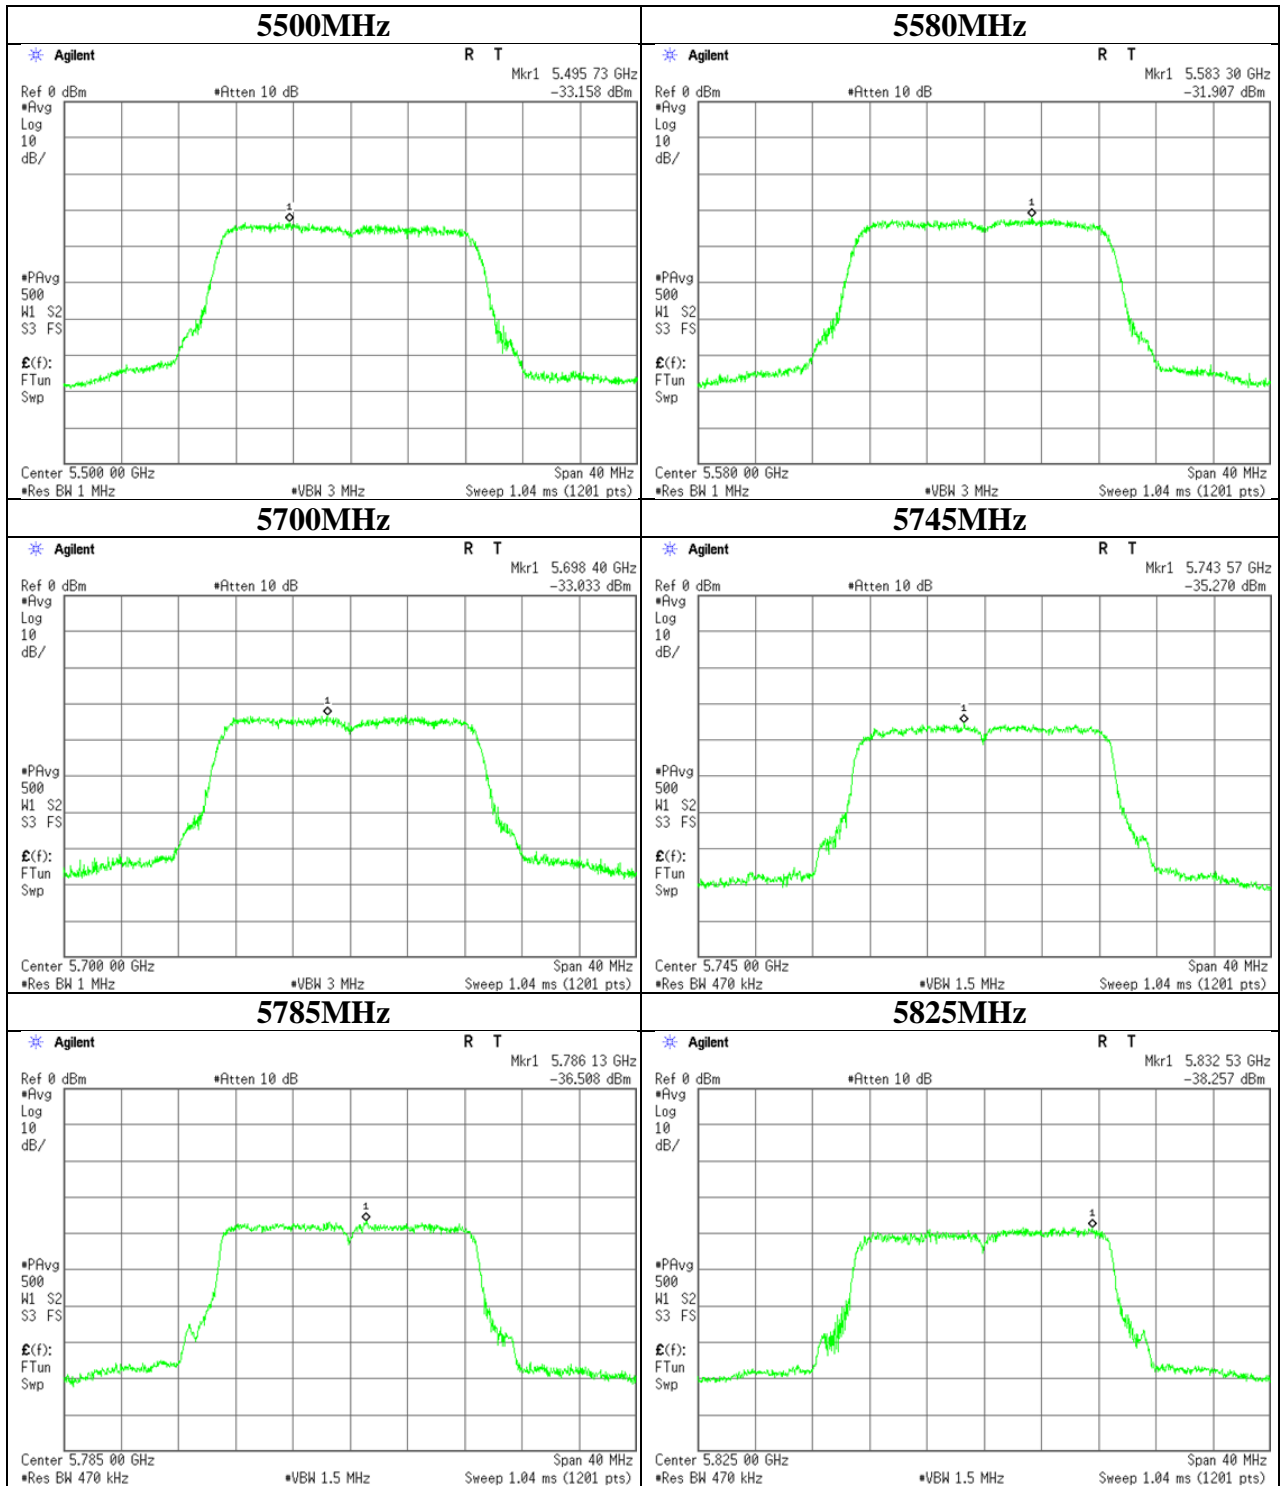 5500MHz
Agilent R T
Mkr1 5.495 73 GHz
Ref 0 dBm #Atten 10 dB -33.158 dBm
#Avg
Log
10
dB/
1
#PAvg
500
W1 S2
S3 FS
£(f):
FTun
Swp
Center 5.500 00 GHz Span 40 MHz
#Res BW 1 MHz #VBW 3 MHz Sweep 1.04 ms (1201 pts)
5580MHz
Agilent R T
Mkr1 5.583 30 GHz
Ref 0 dBm #Atten 10 dB -31.907 dBm
#Avg
Log
10
dB/
1
#PAvg
500
W1 S2
S3 FS
£(f):
FTun
Swp
Center 5.580 00 GHz Span 40 MHz
#Res BW 1 MHz #VBW 3 MHz Sweep 1.04 ms (1201 pts)
5700MHz
Agilent R T
Mkr1 5.698 40 GHz
Ref 0 dBm #Atten 10 dB -33.033 dBm
#Avg
Log
10
dB/
1
#PAvg
500
W1 S2
S3 FS
£(f):
FTun
Swp
Center 5.700 00 GHz Span 40 MHz
#Res BW 1 MHz #VBW 3 MHz Sweep 1.04 ms (1201 pts)
5745MHz
Agilent R T
Mkr1 5.743 57 GHz
Ref 0 dBm #Atten 10 dB -35.270 dBm
#Avg
Log
10
dB/
1
#PAvg
500
W1 S2
S3 FS
£(f):
FTun
Swp
Center 5.745 00 GHz Span 40 MHz
#Res BW 470 kHz #VBW 1.5 MHz Sweep 1.04 ms (1201 pts)
5785MHz
Agilent R T
Mkr1 5.786 13 GHz
Ref 0 dBm #Atten 10 dB -36.508 dBm
#Avg
Log
10
dB/
1
#PAvg
500
W1 S2
S3 FS
£(f):
FTun
Swp
Center 5.785 00 GHz Span 40 MHz
#Res BW 470 kHz #VBW 1.5 MHz Sweep 1.04 ms (1201 pts)
5825MHz
Agilent R T
Mkr1 5.832 53 GHz
Ref 0 dBm #Atten 10 dB -38.257 dBm
#Avg
Log
10
dB/
1
#PAvg
500
W1 S2
S3 FS
£(f):
FTun
Swp
Center 5.825 00 GHz Span 40 MHz
#Res BW 470 kHz #VBW 1.5 MHz Sweep 1.04 ms (1201 pts)